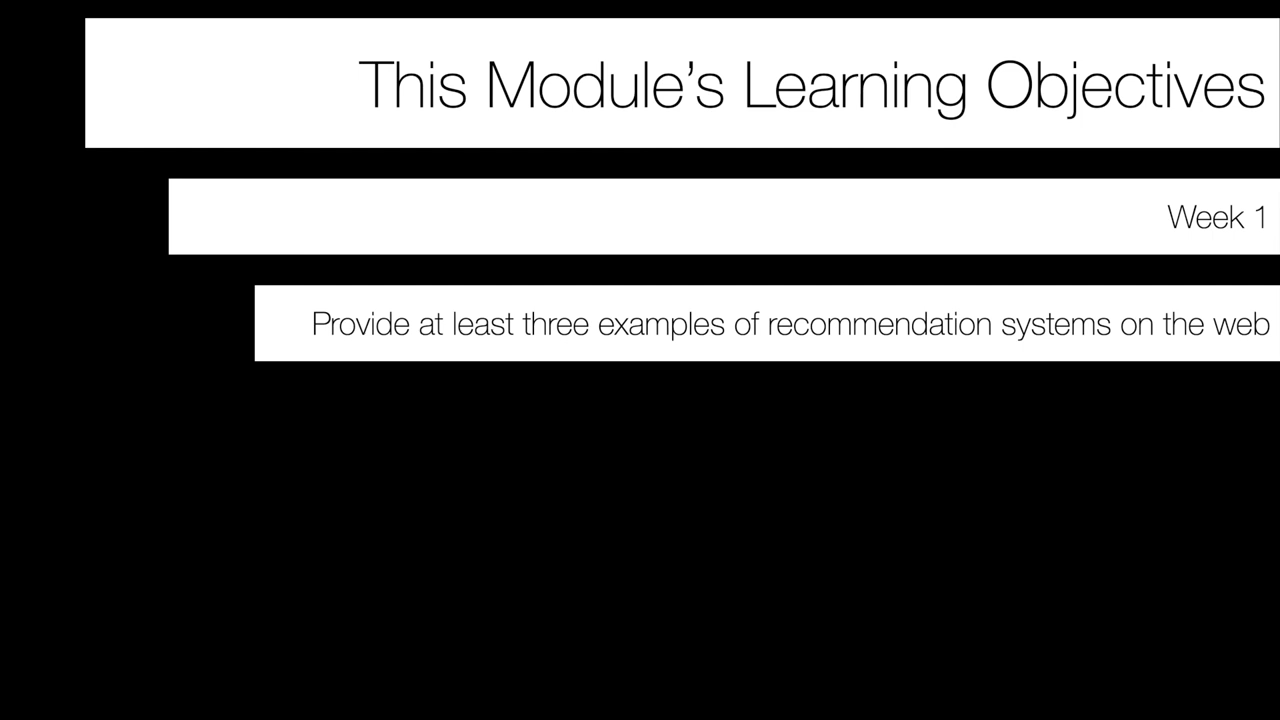 This Module’s Learning Objectives
Week 1
Provide at least three examples of recommendation systems on the web